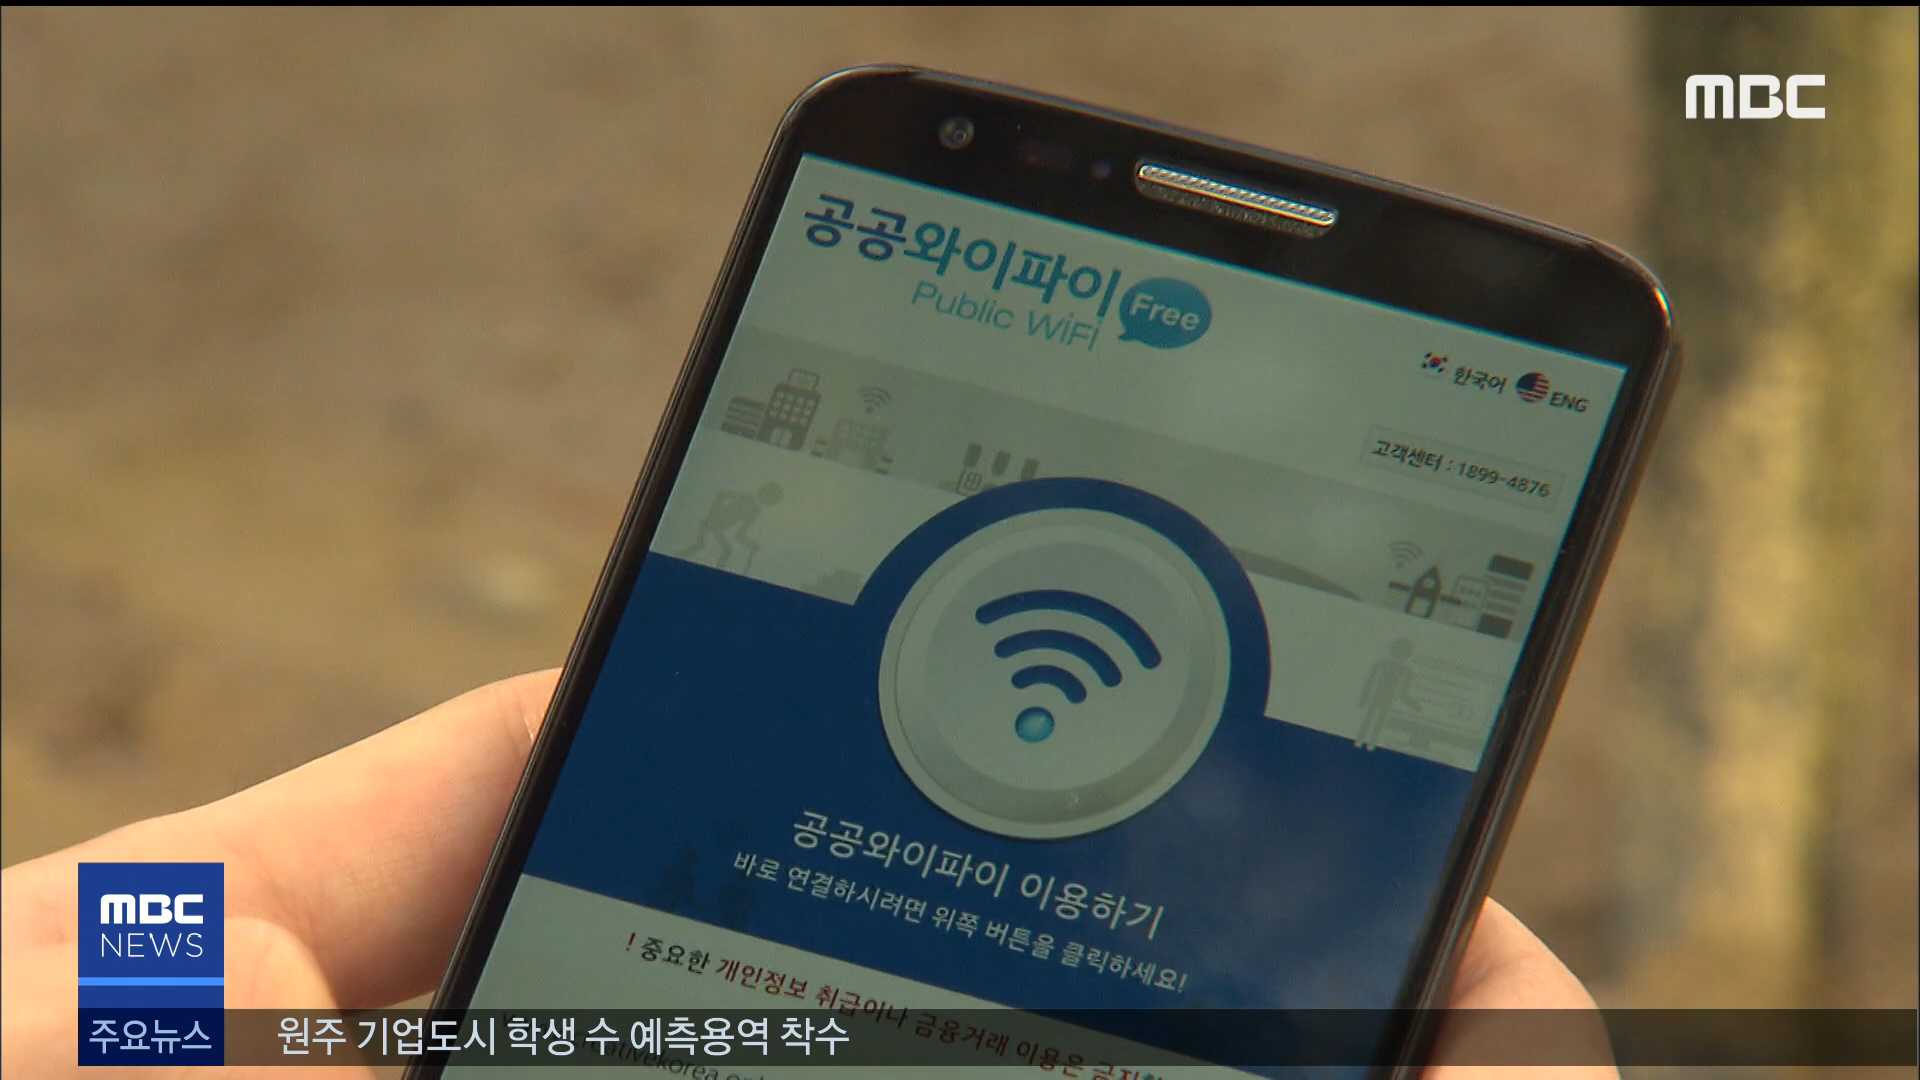 MBC
공공와이파이
Public WiFi
Free
한국어 ENG
고객센터 : 1899-4876
공공와이파이 이용하기
바로 연결하시려면 위쪽 버튼을 클릭하세요!
! 중요한 개인정보 취급이나 금융거래 이용은
MBC
NEWS
주요뉴스
원주 기업도시 학생 수 예측용역 착수